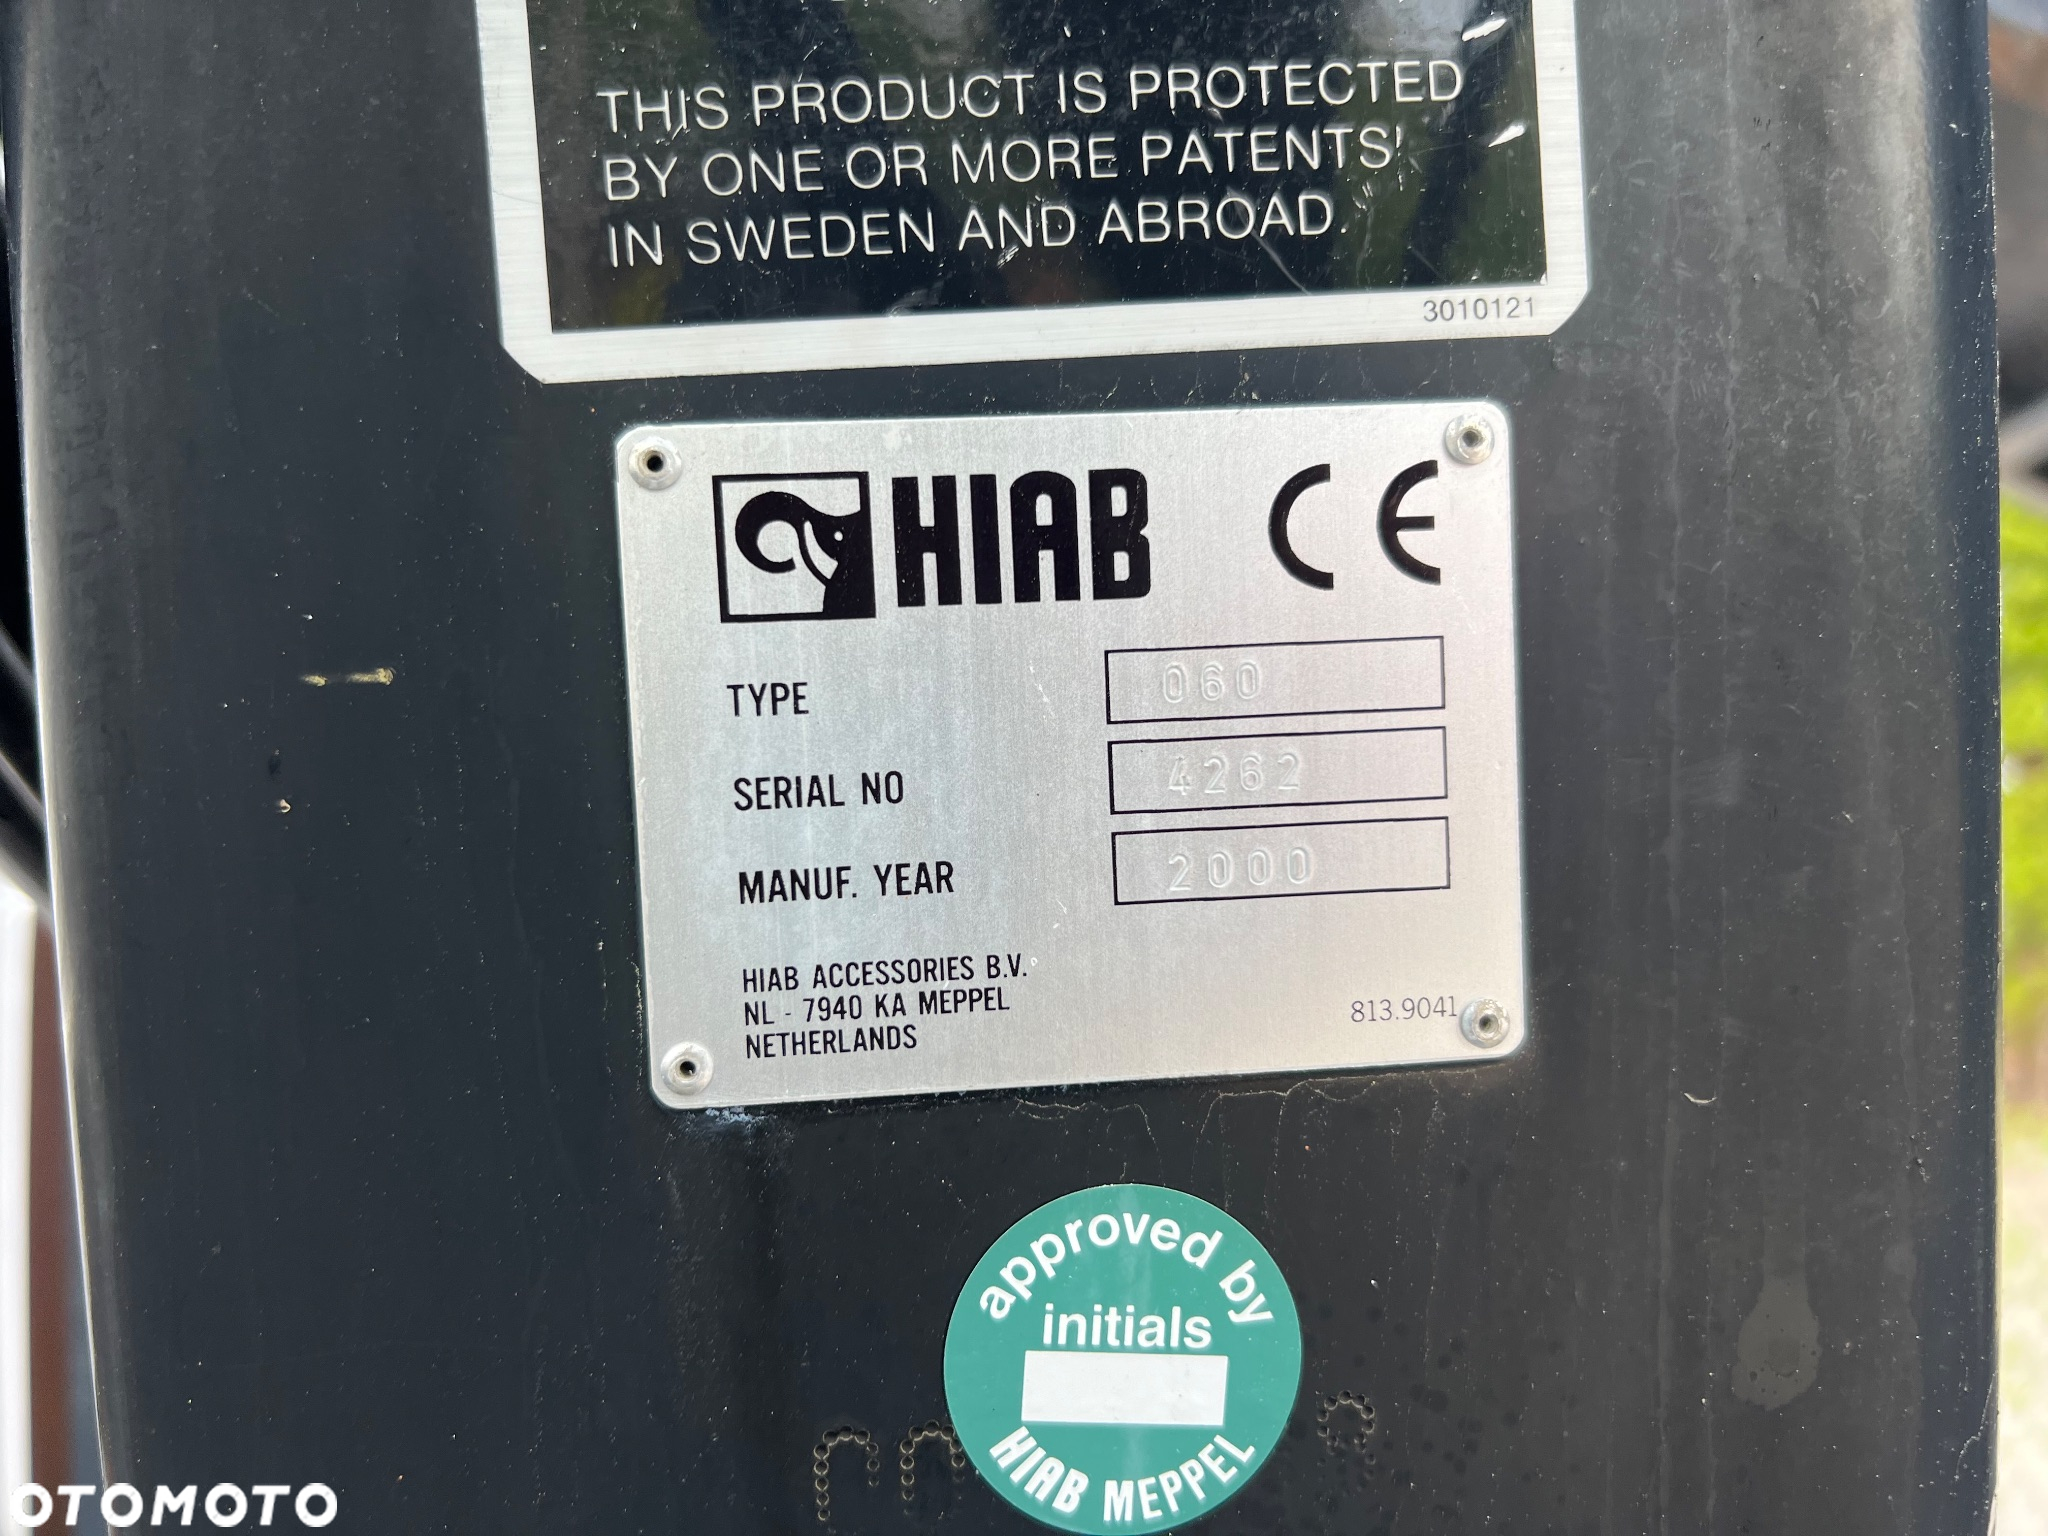 THIS PRODUCT IS PROTECTED
BY ONE OR MORE PATENTS
IN SWEDEN AND ABROAD.
3010121
HIAB CE
TYPE 060
SERIAL NO 4262
MANUF. YEAR 2000
HIAB ACCESSORIES B.V.
NL - 7940 KA MEPPEL
NETHERLANDS
813.9041
approved by
initials
HIAB MEPPEL
OTOMOTO